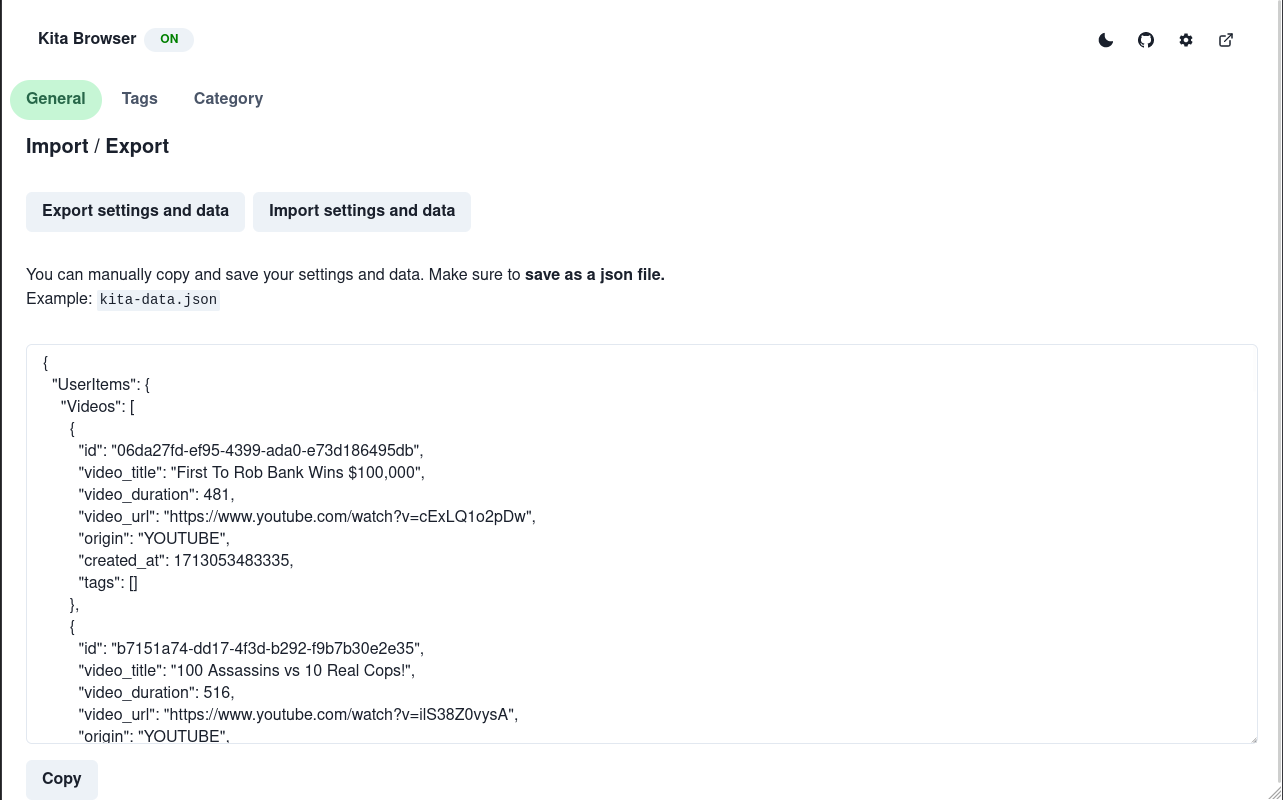 Kita Browser ON
General Tags Category
Import / Export
Export settings and data Import settings and data
You can manually copy and save your settings and data. Make sure to save as a json file.
Example: kita-data.json
{
"UserItems": {
"Videos": [
{
"id": "06da27fd-ef95-4399-ada0-e73d186495db",
"video_title": "First To Rob Bank Wins $100,000",
"video_duration": 481,
"video_url": "https://www.youtube.com/watch?v=cExLQ1o2pDw",
"origin": "YOUTUBE",
"created_at": 1713053483335,
"tags": []
},
{
"id": "b7151a74-dd17-4f3d-b292-f9b7b30e2e35",
"video_title": "100 Assassins vs 10 Real Cops!",
"video_duration": 516,
"video_url": "https://www.youtube.com/watch?v=ilS38Z0vysA",
"origin": "YOUTUBE",
Copy